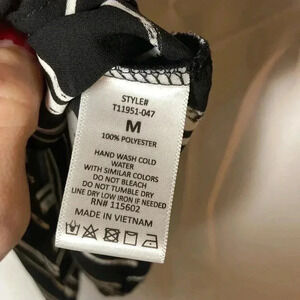 STYLE#
T11951-047
M
100% POLYESTER
HAND WASH COLD
WATER
WITH SIMILAR COLORS
DO NOT BLEACH
DO NOT TUMBLE DRY
LINE DRY LOW IRON IF NEEDED
RN# 115602
MADE IN VIETNAM